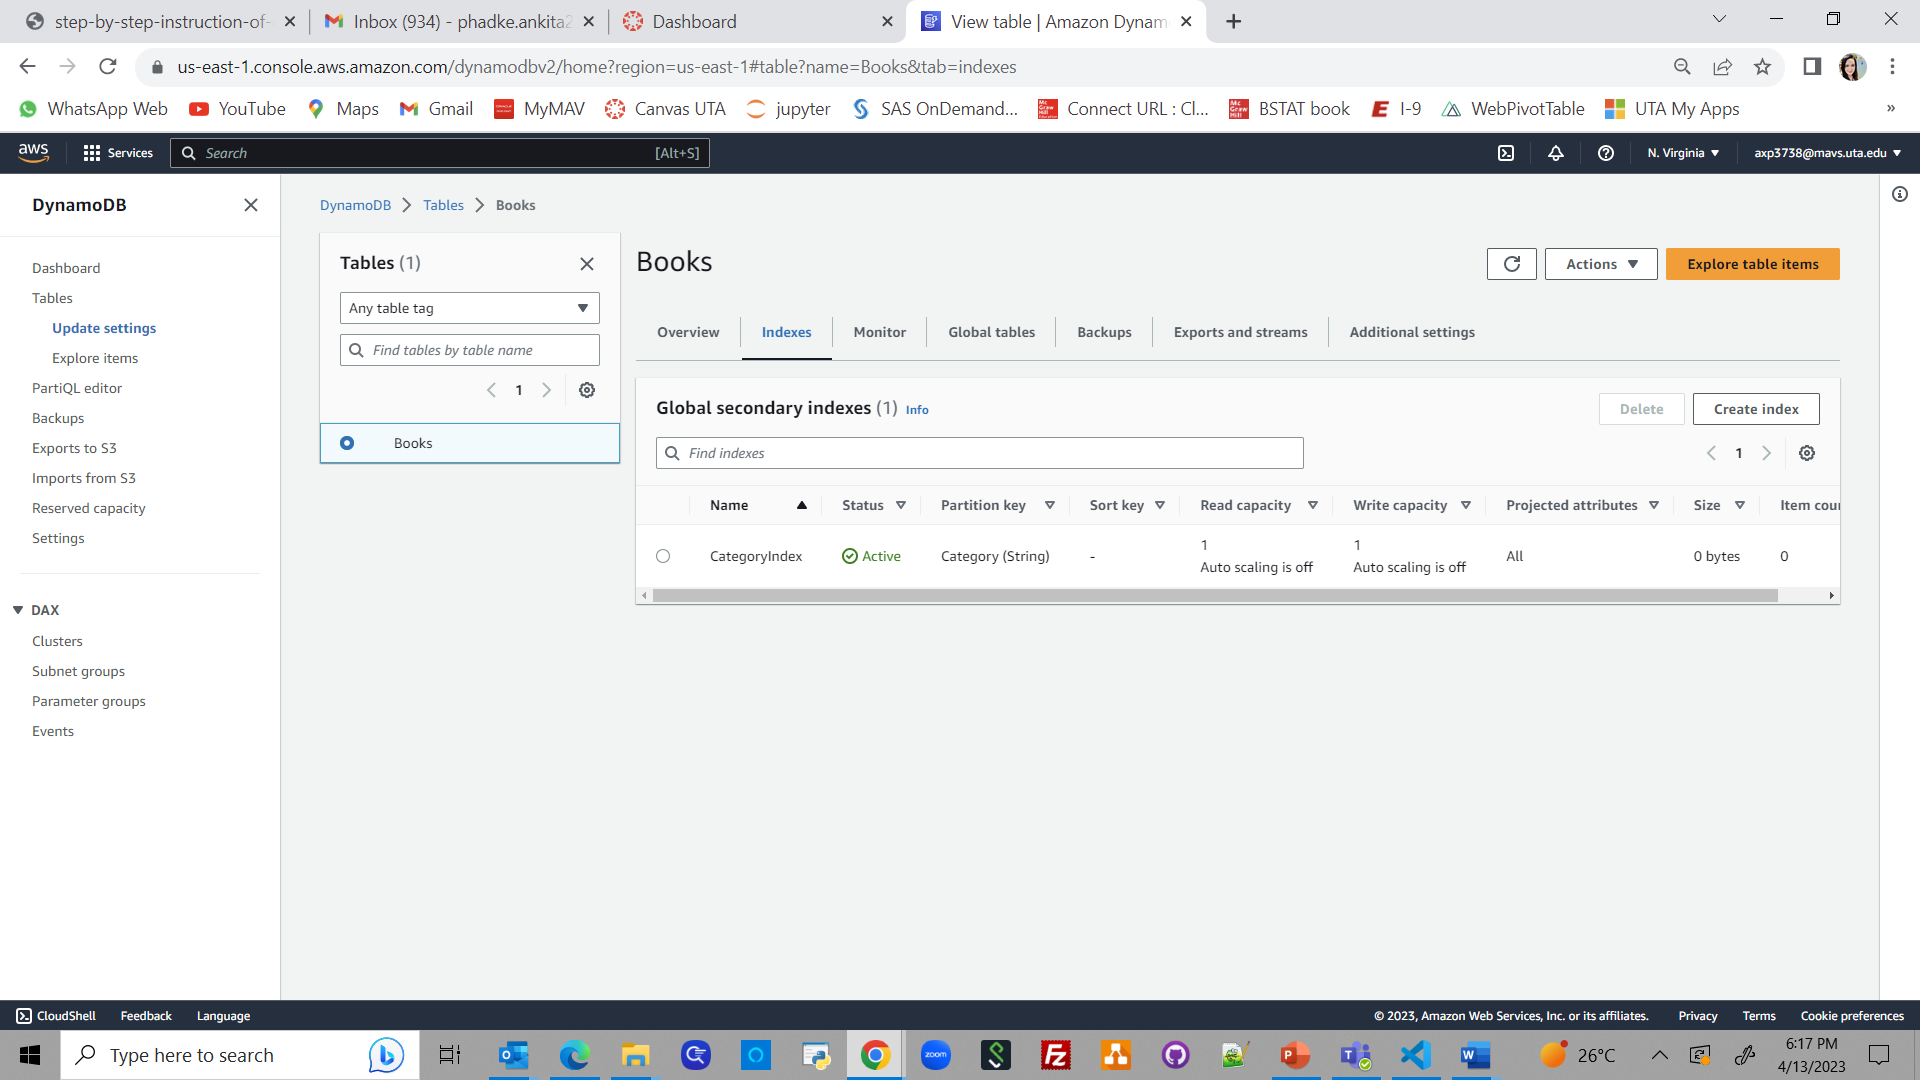 step-by-step-instruction-of-
Inbox (934) - phadke.ankita2
Dashboard
View table | Amazon Dynam
us-east-1.console.aws.amazon.com/dynamodbv2/home?region=us-east-1#table?name=Books&tab=indexes
WhatsApp Web
YouTube
Maps
Gmail
MyMAV
Canvas UTA
jupyter
SAS OnDemand...
Connect URL : Cl...
BSTAT book
I-9
WebPivotTable
UTA My Apps
»
aws
Services
Search
[Alt+S]
N. Virginia
axp3738@mavs.uta.edu
DynamoDB
Dashboard
Tables
Update settings
Explore items
PartiQL editor
Backups
Exports to S3
Imports from S3
Reserved capacity
Settings
DAX
Clusters
Subnet groups
Parameter groups
Events
DynamoDB > Tables > Books
Tables (1)
Any table tag
Find tables by table name
1
Books
Books
Actions
Explore table items
Overview
Indexes
Monitor
Global tables
Backups
Exports and streams
Additional settings
Global secondary indexes (1) Info
Delete
Create index
Find indexes
1
Name
Status
Partition key
Sort key
Read capacity
Write capacity
Projected attributes
Size
Item cour
CategoryIndex
Active
Category (String)
-
1
Auto scaling is off
1
Auto scaling is off
All
0 bytes
0
CloudShell
Feedback
Language
© 2023, Amazon Web Services, Inc. or its affiliates.
Privacy
Terms
Cookie preferences
Type here to search
zoom
26°C
6:17 PM
4/13/2023